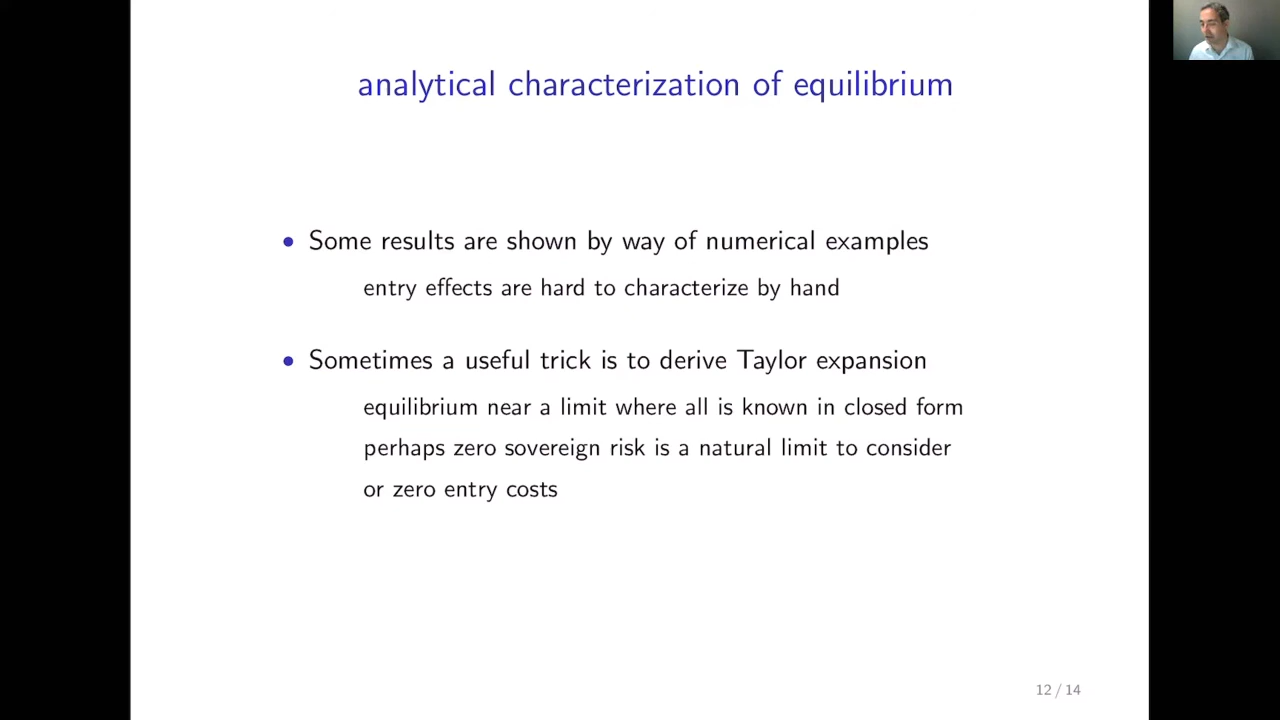 analytical characterization of equilibrium
• Some results are shown by way of numerical examples
entry effects are hard to characterize by hand
• Sometimes a useful trick is to derive Taylor expansion
equilibrium near a limit where all is known in closed form
perhaps zero sovereign risk is a natural limit to consider
or zero entry costs
12 / 14